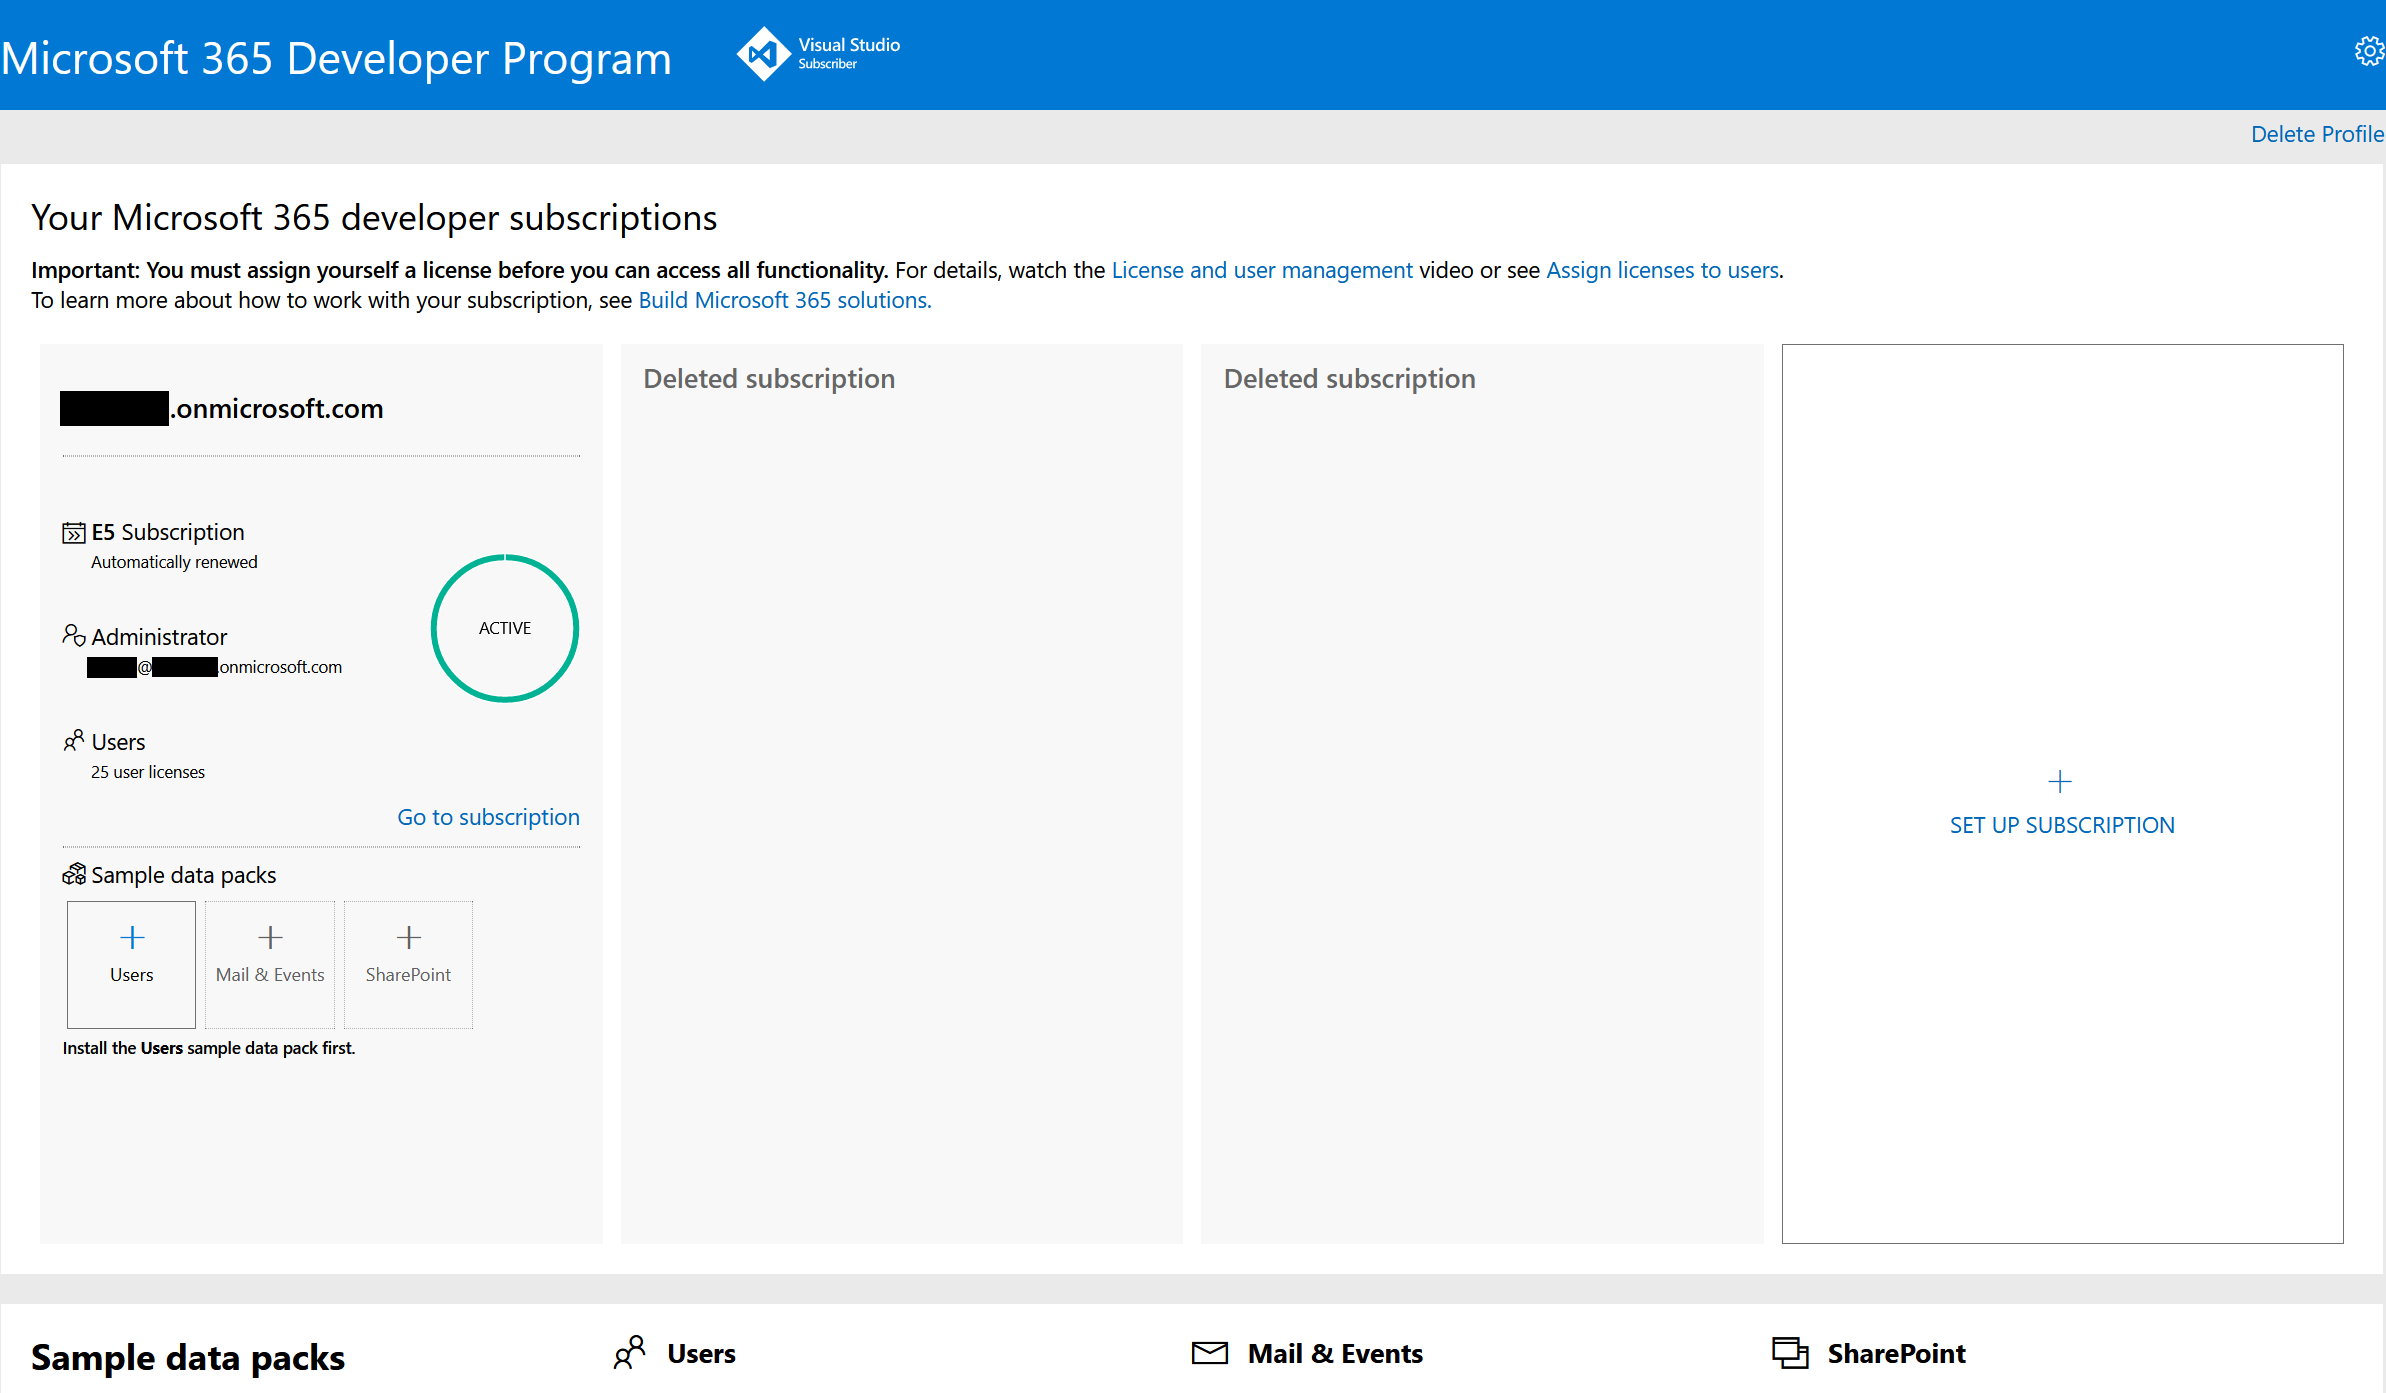 Microsoft 365 Developer Program
Visual Studio
Subscriber
Delete Profile
Your Microsoft 365 developer subscriptions
Important: You must assign yourself a license before you can access all functionality. For details, watch the License and user management video or see Assign licenses to users.
To learn more about how to work with your subscription, see Build Microsoft 365 solutions.
.onmicrosoft.com
E5 Subscription
Automatically renewed
ACTIVE
Administrator
@ .onmicrosoft.com
Users
25 user licenses
Go to subscription
Sample data packs
Users
Mail & Events
SharePoint
Install the Users sample data pack first.
Deleted subscription
Deleted subscription
SET UP SUBSCRIPTION
Sample data packs
Users
Mail & Events
SharePoint